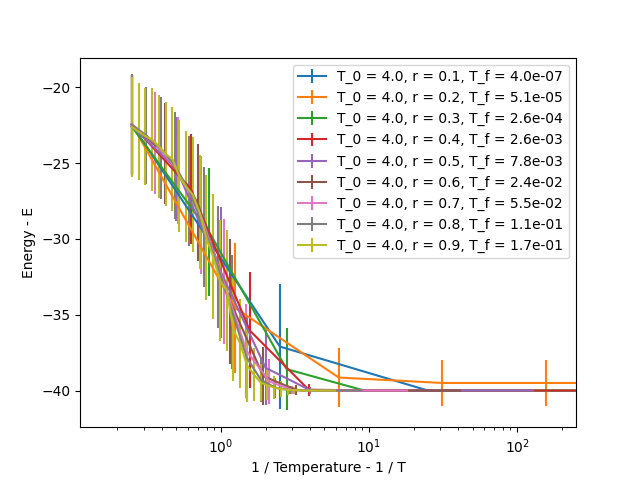 T_0 = 4.0, r = 0.1, T_f = 4.0e-07
T_0 = 4.0, r = 0.2, T_f = 5.1e-05
T_0 = 4.0, r = 0.3, T_f = 2.6e-04
T_0 = 4.0, r = 0.4, T_f = 2.6e-03
T_0 = 4.0, r = 0.5, T_f = 7.8e-03
T_0 = 4.0, r = 0.6, T_f = 2.4e-02
T_0 = 4.0, r = 0.7, T_f = 5.5e-02
T_0 = 4.0, r = 0.8, T_f = 1.1e-01
T_0 = 4.0, r = 0.9, T_f = 1.7e-01
Energy - E
−20
−25
−30
−35
−40
10⁰ 10¹ 10²
1 / Temperature - 1 / T